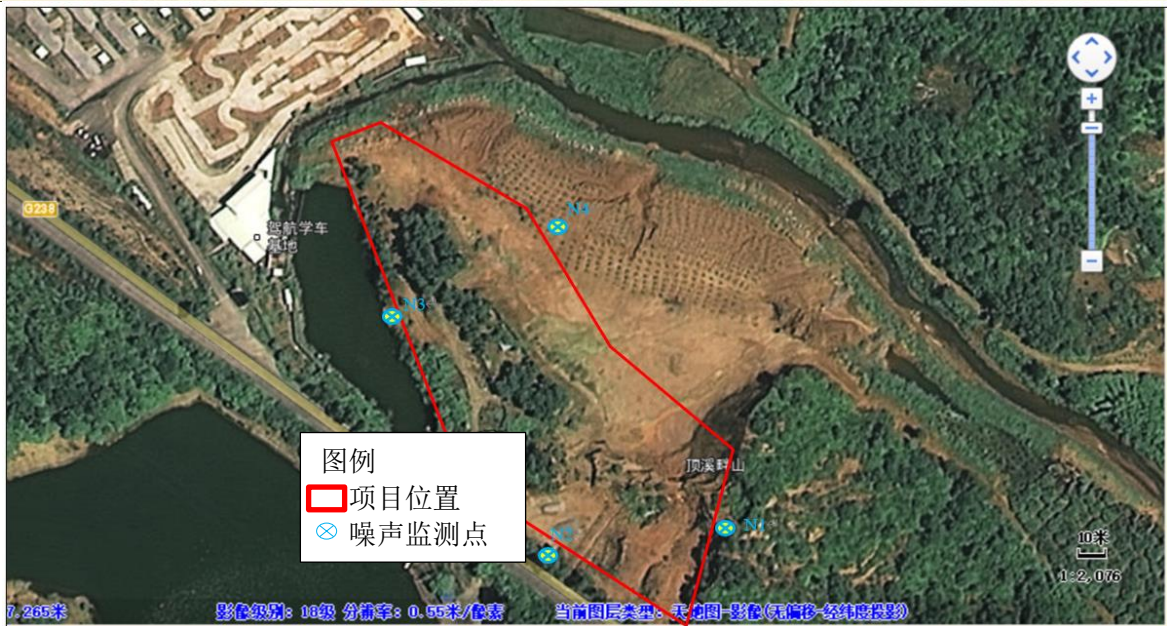 G238
驾航学车
基地
N4
N3
图例
项目位置
噪声监测点
顶溪畔山
N2
N1
10米
1:2,076
7.265米
影像级别: 18级 分辨率: 0.55米/像素
当前图层类型: 天地图-影像(无偏移-经纬度投影)